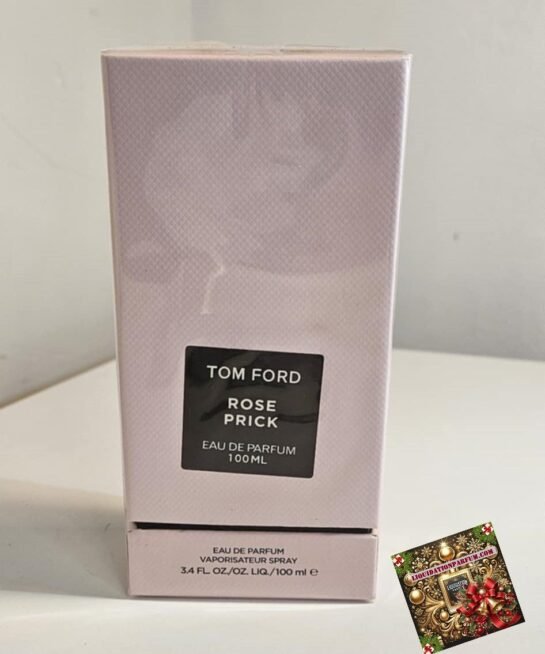 TOM FORD
ROSE
PRICK
EAU DE PARFUM
100ML
EAU DE PARFUM
VAPORISATEUR SPRAY
3.4 FL. OZ./OZ. LIQ./100 ml ℮
LIQUIDATIONPARFUM.COM